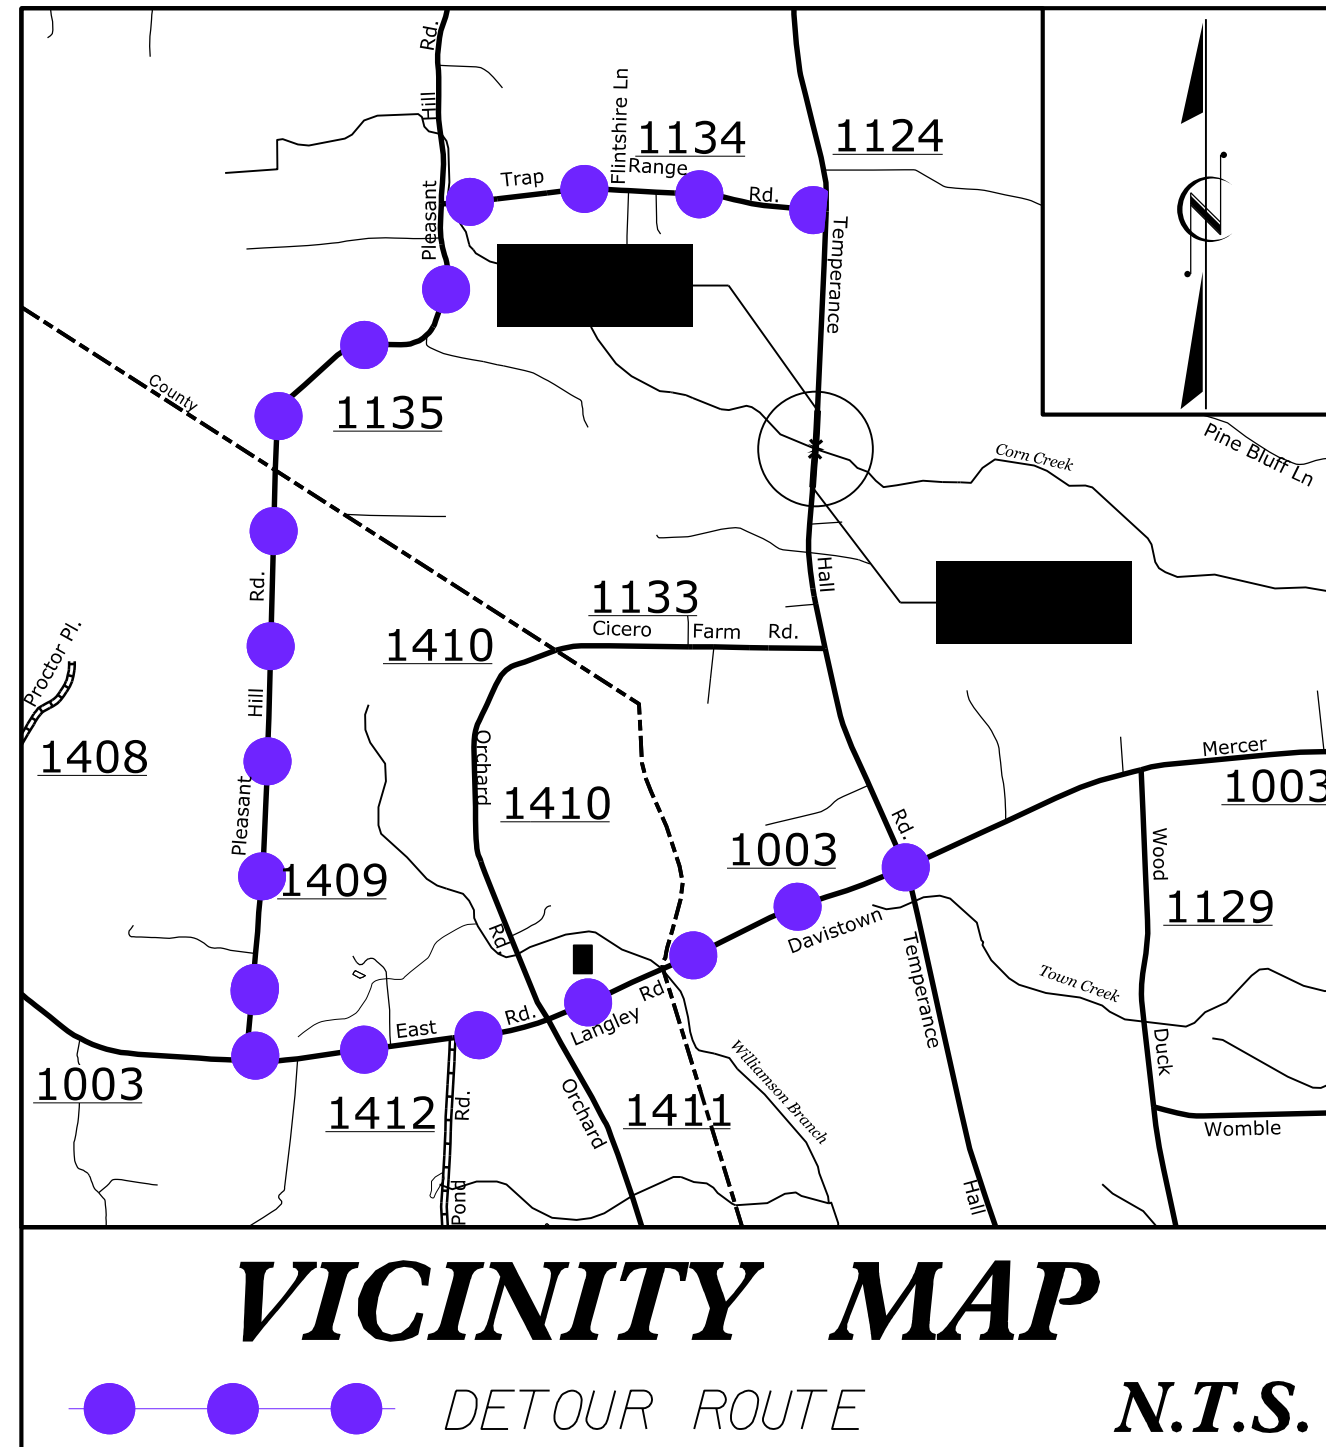 Rd.
Hill
Pleasant
Flintshire Ln
1134
1124
Trap
Range
Rd.
Temperance
N
County
1135
Corn Creek
Pine Bluff Ln
Rd.
Hill
Pleasant
1133
Cicero Farm Rd.
Hall
1410
Proctor Pl.
1408
Orchard
1410
Mercer
1003
1003
Rd.
Wood
1409
1129
Rd.
Davistown
Temperance
Town Creek
Rd.
Langley
East
Rd.
Duck
1003
1412
Rd.
Orchard
1411
Williamson Branch
Womble
Pond
Hall
VICINITY MAP
DETOUR ROUTE
N.T.S.